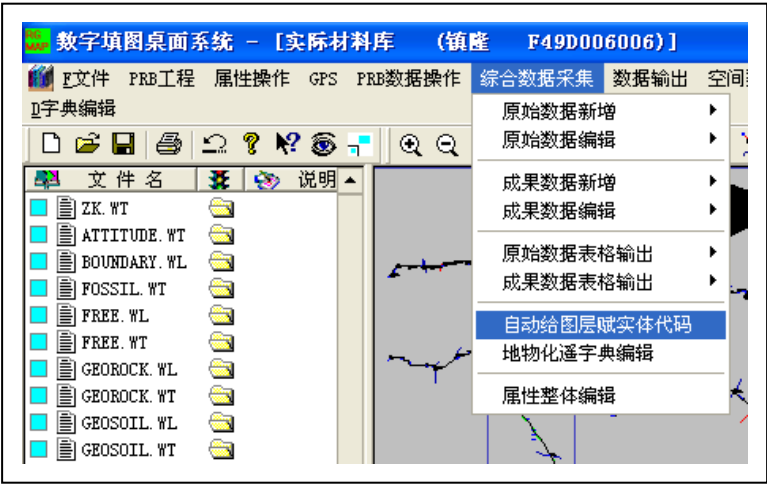 RG
MAP
数字填图桌面系统 - [实际材料库 (镇隆 F49D006006)]
F文件 PRB工程 属性操作 GPS PRB数据操作 综合数据采集 数据输出
D字典编辑
文件名 说明
ZK.WT
ATTITUDE.WT
BOUNDARY.WL
FOSSIL.WT
FREE.WL
FREE.WT
GEOROCK.WL
GEOROCK.WT
GEOSOIL.WL
GEOSOIL.WT
原始数据新增
原始数据编辑
成果数据新增
成果数据编辑
原始数据表格输出
成果数据表格输出
自动给图层赋实体代码
地物化遥字典编辑
属性整体编辑